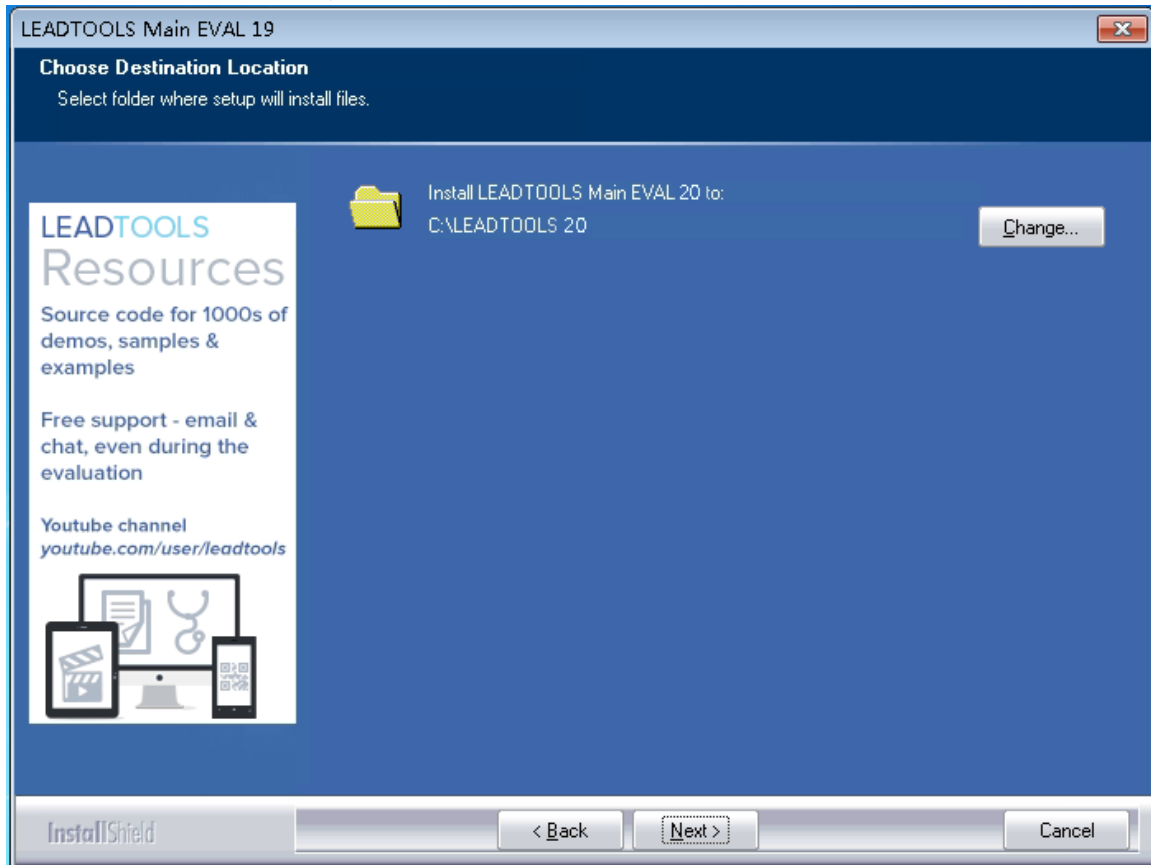 LEADTOOLS Main EVAL 19
Choose Destination Location
Select folder where setup will install files.
Install LEADTOOLS Main EVAL 20 to:
C:\LEADTOOLS 20
Change...
LEADTOOLS
Resources
Source code for 1000s of
demos, samples &
examples
Free support - email &
chat, even during the
evaluation
Youtube channel
youtube.com/user/leadtools
InstallShield
< Back
Next >
Cancel